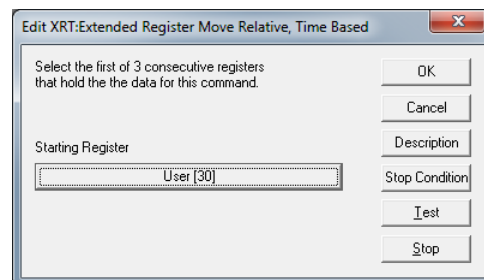 Edit XRT:Extended Register Move Relative, Time Based
Select the first of 3 consecutive registers
that hold the the data for this command.
OK
Cancel
Starting Register
Description
User [30]
Stop Condition
Test
Stop